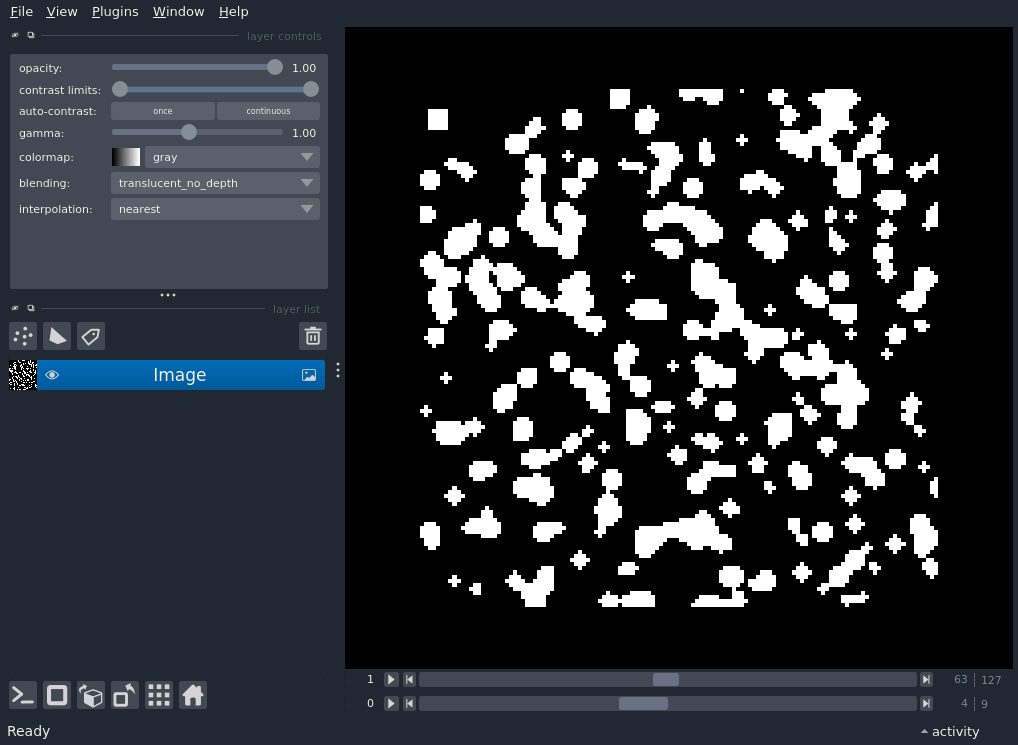 File View Plugins Window Help
layer controls
opacity: 1.00
contrast limits:
auto-contrast: once continuous
gamma: 1.00
colormap: gray
blending: translucent_no_depth
interpolation: nearest
layer list
Image
1 63 127
0 4 9
Ready activity